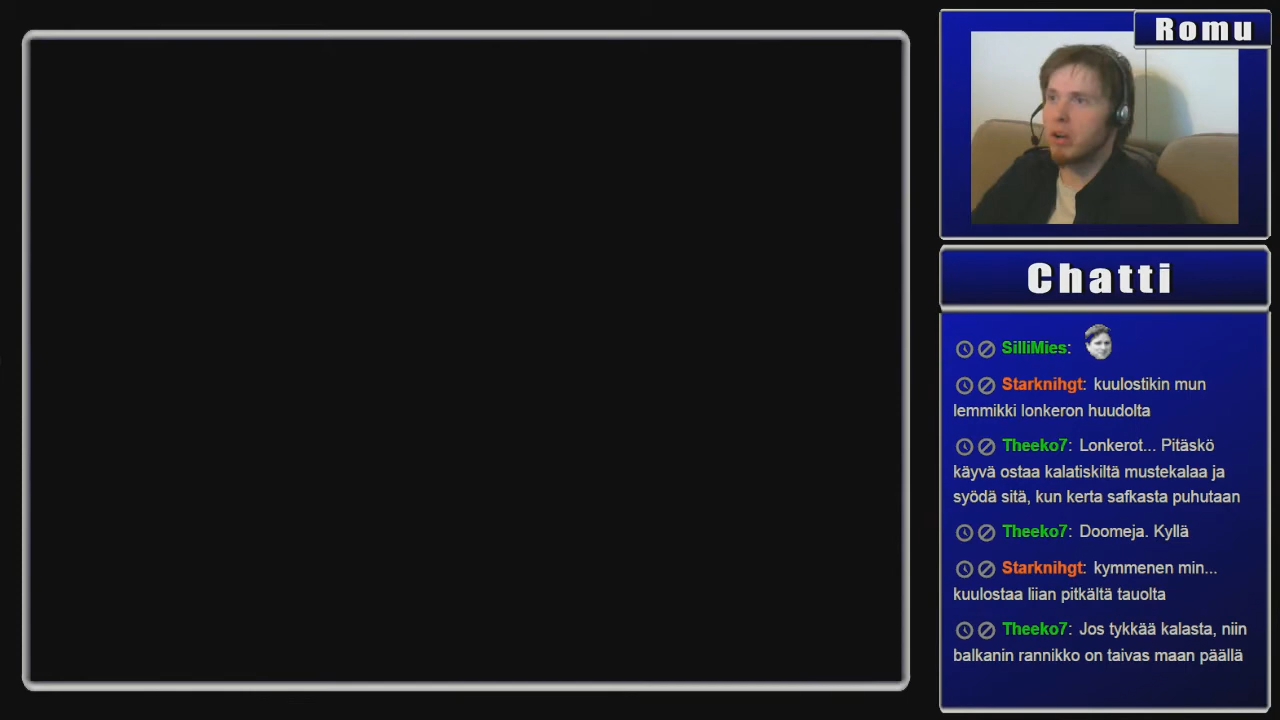 Romu
Chatti
SilliMies:
Starknihgt: kuulostikin mun
lemmikki lonkeron huudolta
Theeko7: Lonkerot... Pitäskö
käyvä ostaa kalatiskiltä mustekalaa ja
syödä sitä, kun kerta safkasta puhutaan
Theeko7: Doomeja. Kyllä
Starknihgt: kymmenen min...
kuulostaa liian pitkältä tauolta
Theeko7: Jos tykkää kalasta, niin
balkanin rannikko on taivas maan päällä